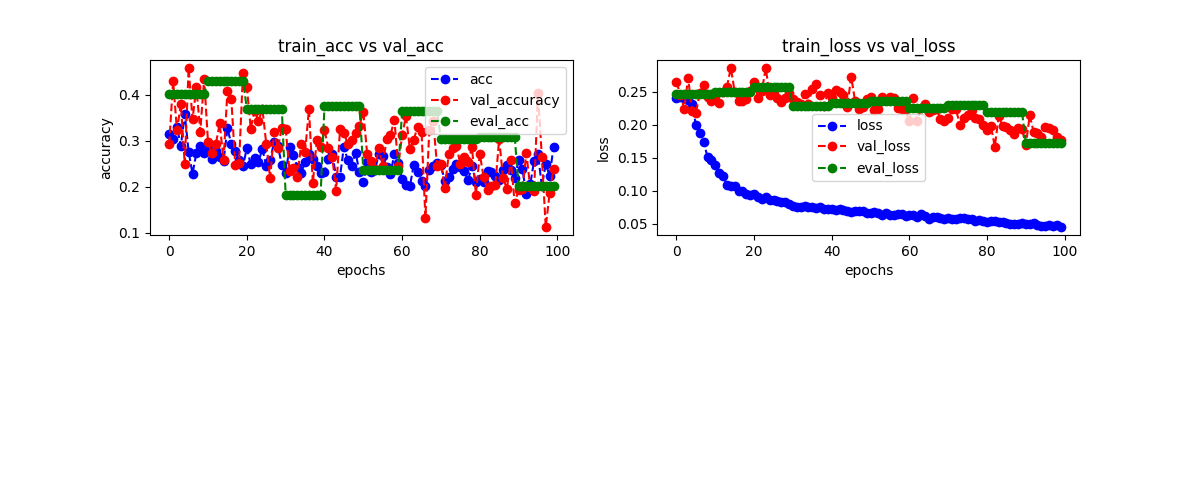 train_acc vs val_acc
accuracy
0.4
0.3
0.2
0.1
0 20 40 60 80 100
epochs
acc
val_accuracy
eval_acc
train_loss vs val_loss
loss
0.25
0.20
0.15
0.10
0.05
0 20 40 60 80 100
epochs
loss
val_loss
eval_loss